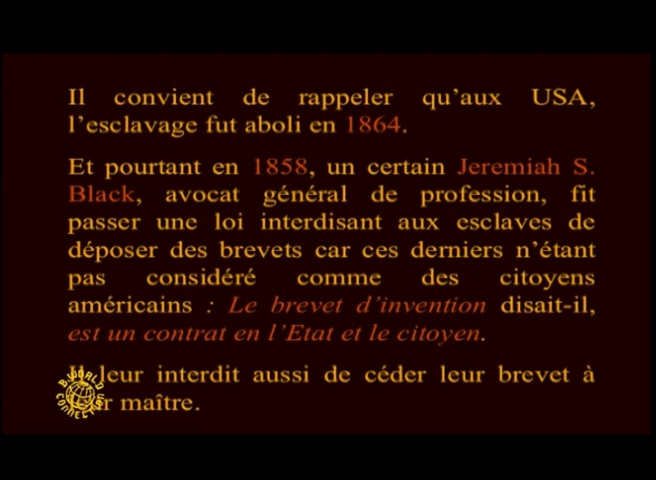 Il convient de rappeler qu'aux USA,
l'esclavage fut aboli en 1864.
Et pourtant en 1858, un certain Jeremiah S.
Black, avocat général de profession, fit
passer une loi interdisant aux esclaves de
déposer des brevets car ces derniers n'étant
pas considéré comme des citoyens
américains : Le brevet d'invention disait-il,
est un contrat en l'Etat et le citoyen.
leur interdit aussi de céder leur brevet à
maître.
B WORLD
CONNECTION